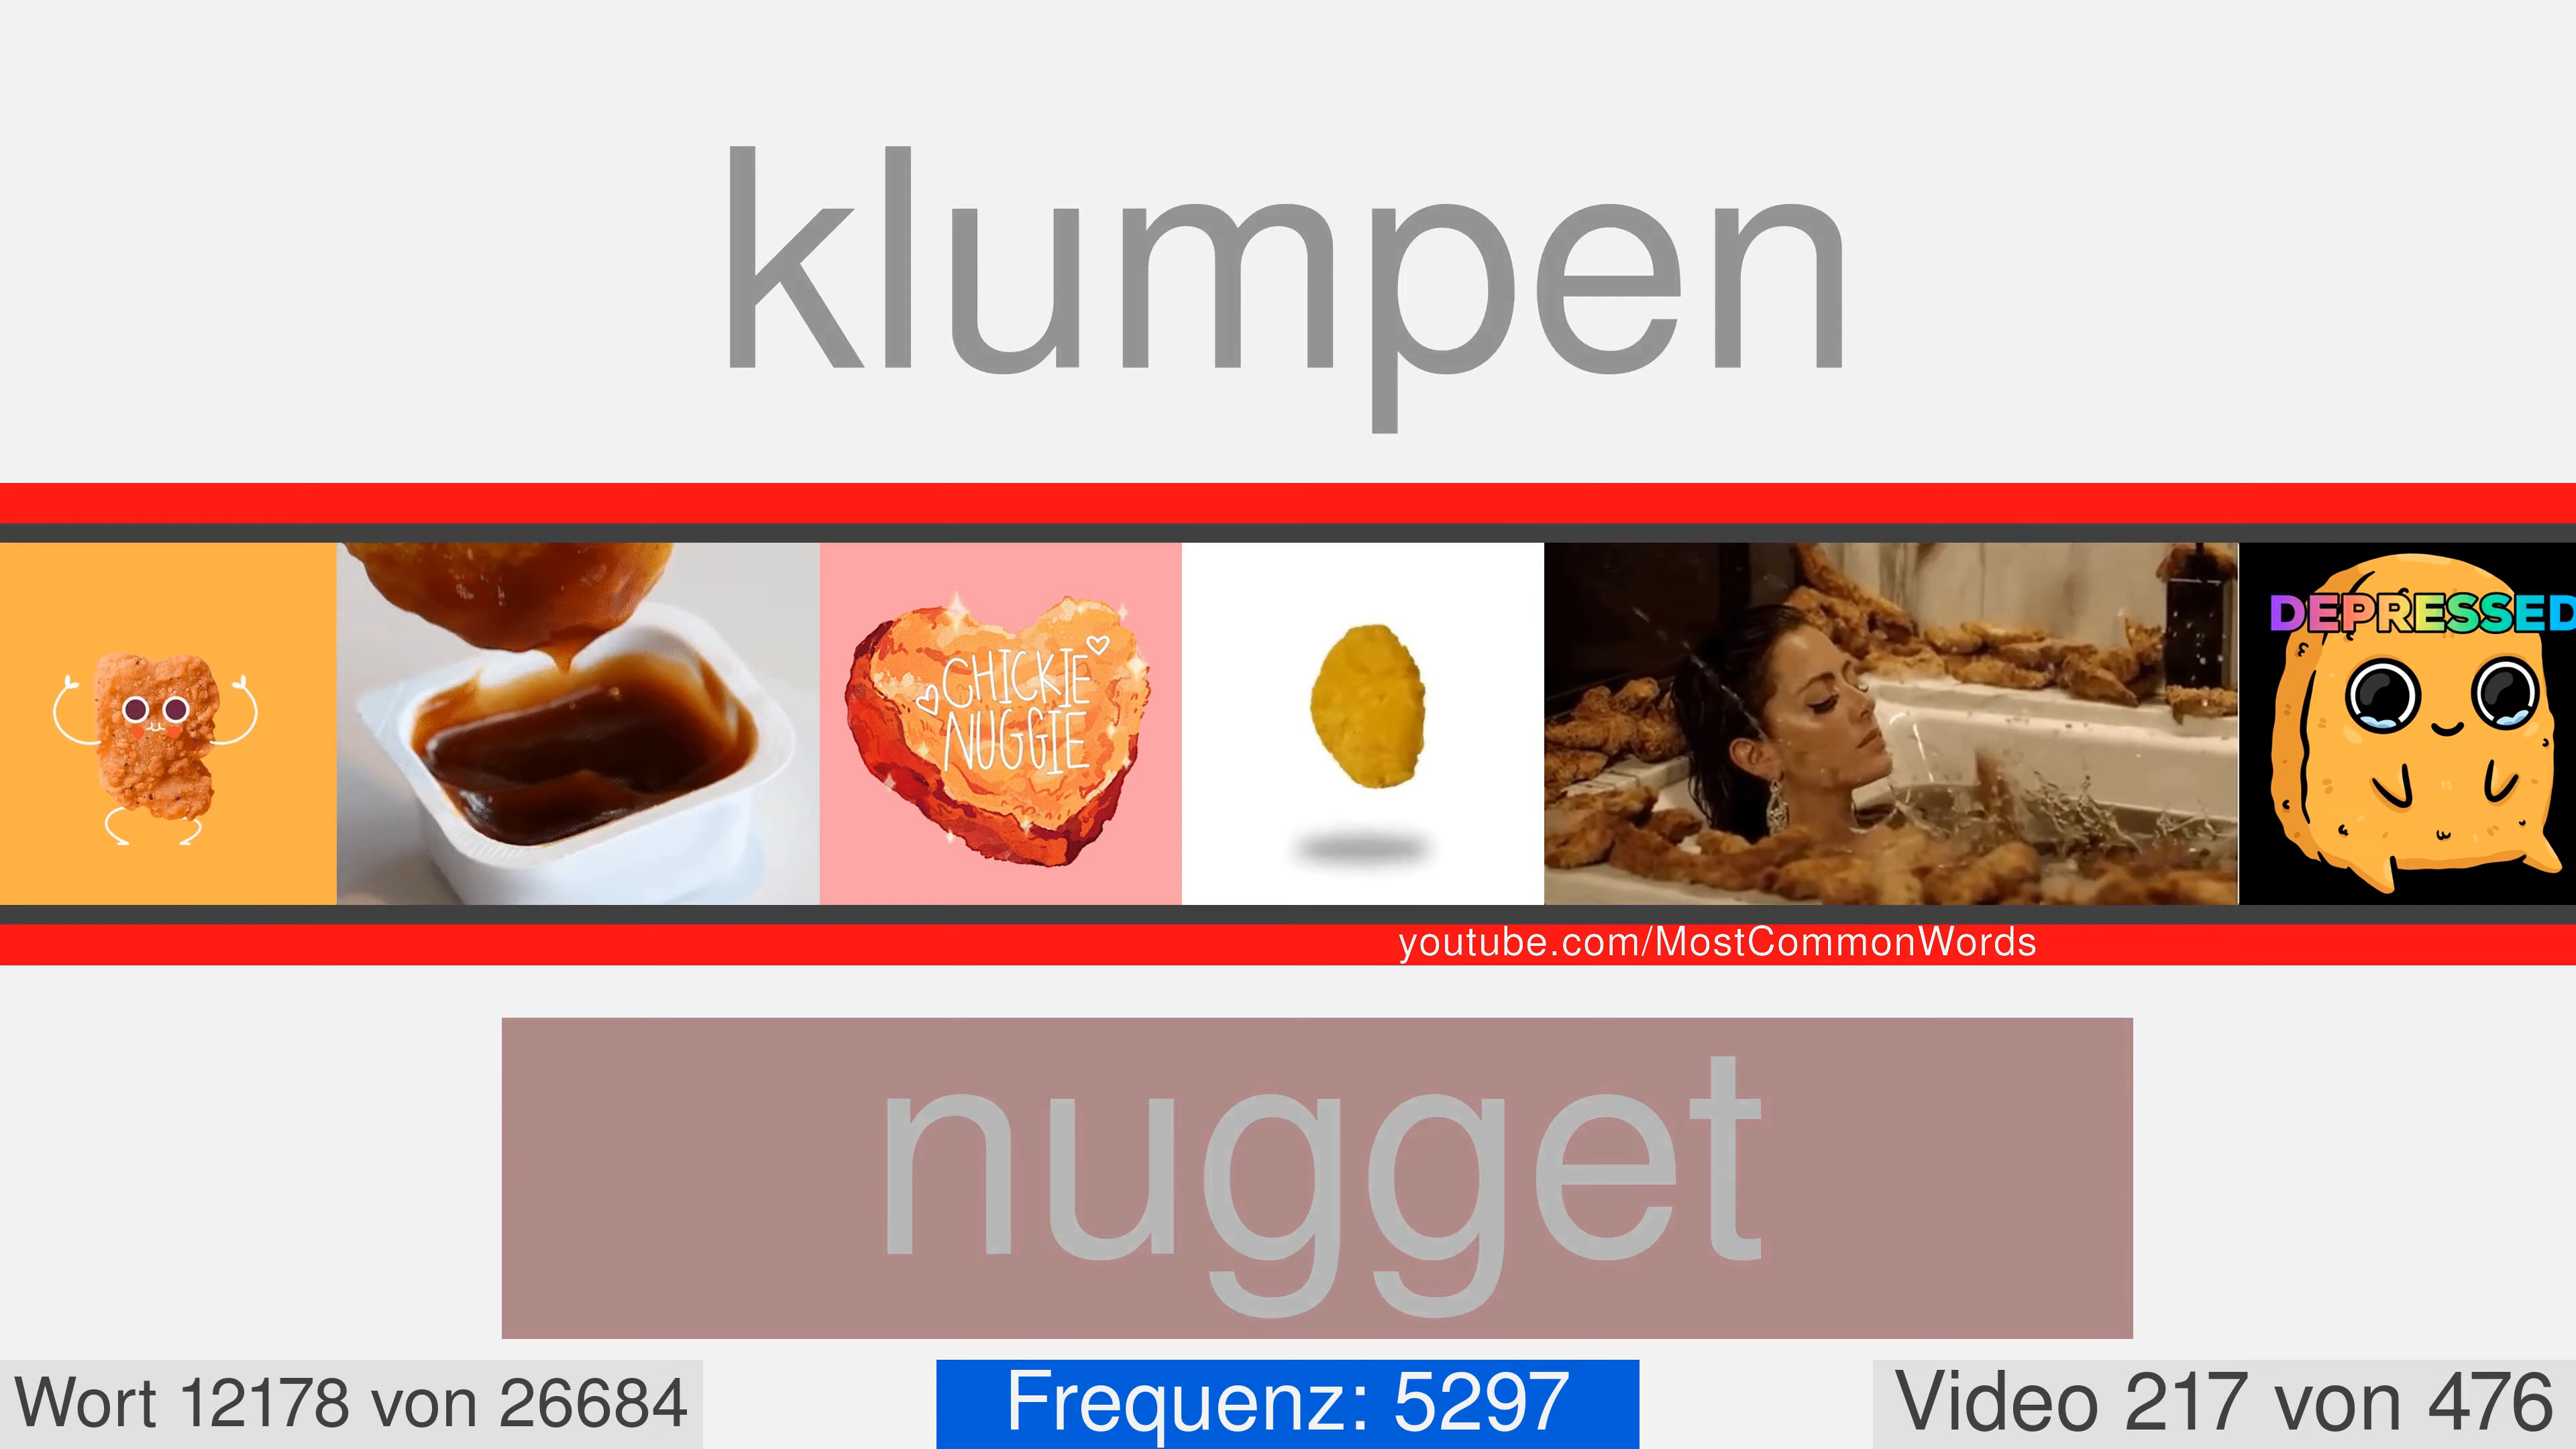 klumpen
CHICKIE
NUGGIE
DEPRESSED
youtube.com/MostCommonWords
nugget
Wort 12178 von 26684
Frequenz: 5297
Video 217 von 476